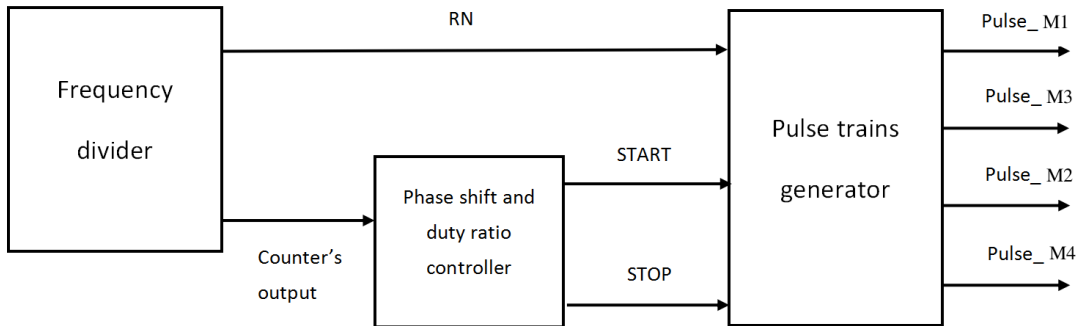 RN
Frequency
divider
Counter's
output
Phase shift and
duty ratio
controller
START
STOP
Pulse trains
generator
Pulse_ M1
Pulse_ M3
Pulse_ M2
Pulse_ M4